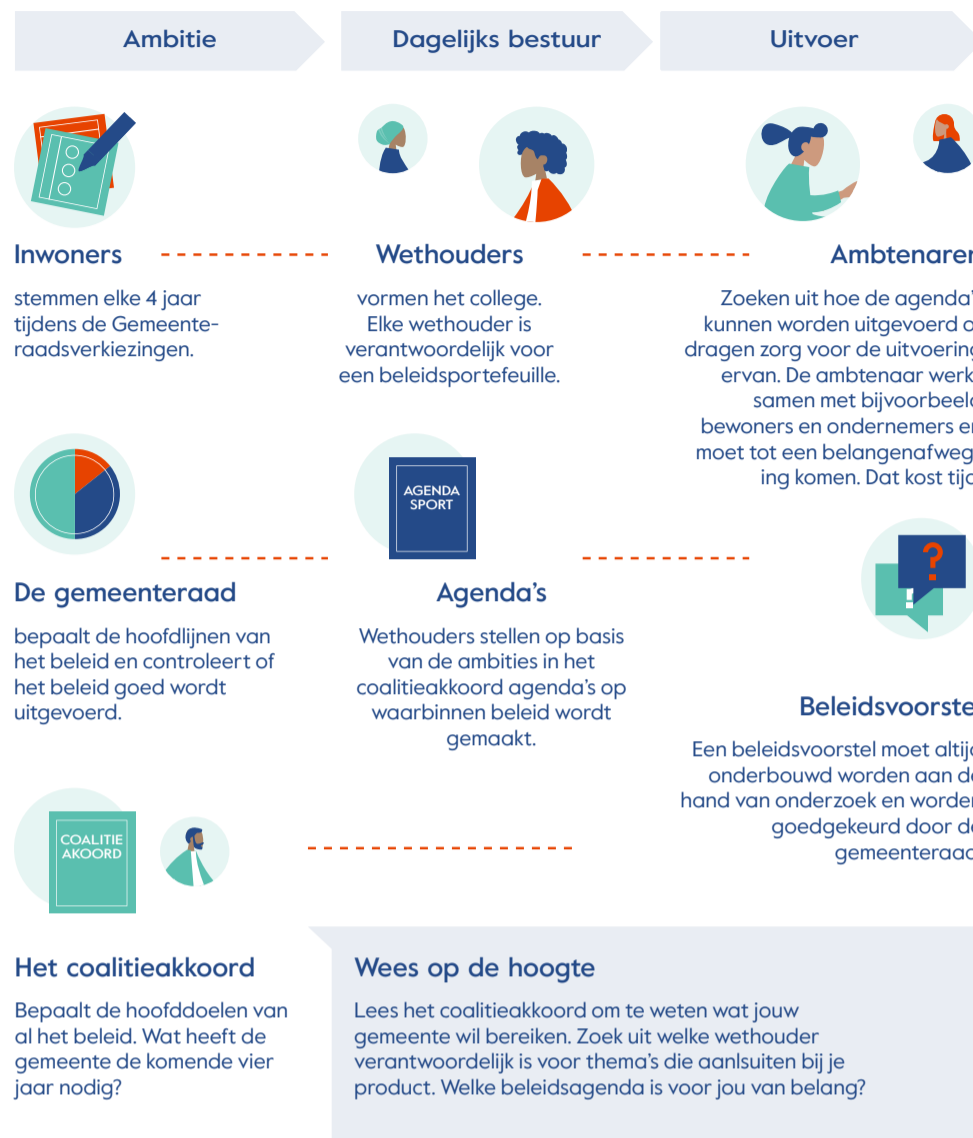 Ambitie
Dagelijks bestuur
Uitvoer
Inwoners
stemmen elke 4 jaar
tijdens de Gemeente-
raadsverkiezingen.
De gemeenteraad
bepaalt de hoofdlijnen van
het beleid en controleert of
het beleid goed wordt
uitgevoerd.
COALITIE
AKOORD
Het coalitieakkoord
Bepaalt de hoofddoelen van
al het beleid. Wat heeft de
gemeente de komende vier
jaar nodig?
Wethouders
vormen het college.
Elke wethouder is
verantwoordelijk voor
een beleidsportefeuille.
AGENDA
SPORT
Agenda's
Wethouders stellen op basis
van de ambities in het
coalitieakkoord agenda's op
waarbinnen beleid wordt
gemaakt.
Ambtenaren
Zoeken uit hoe de agenda'
kunnen worden uitgevoerd
dragen zorg voor de uitvoering
ervan. De ambtenaar werk
samen met bijvoorbeeld
bewoners en ondernemers en
moet tot een belangenafweg-
ing komen. Dat kost tijd
?
!
Beleidsvoorste
Een beleidsvoorstel moet altijd
onderbouwd worden aan de
hand van onderzoek en worden
goedgekeurd door de
gemeenteraad
Wees op de hoogte
Lees het coalitieakkoord om te weten wat jouw
gemeente wil bereiken. Zoek uit welke wethouder
verantwoordelijk is voor thema's die aanlsuiten bij je
product. Welke beleidsagenda is voor jou van belang?